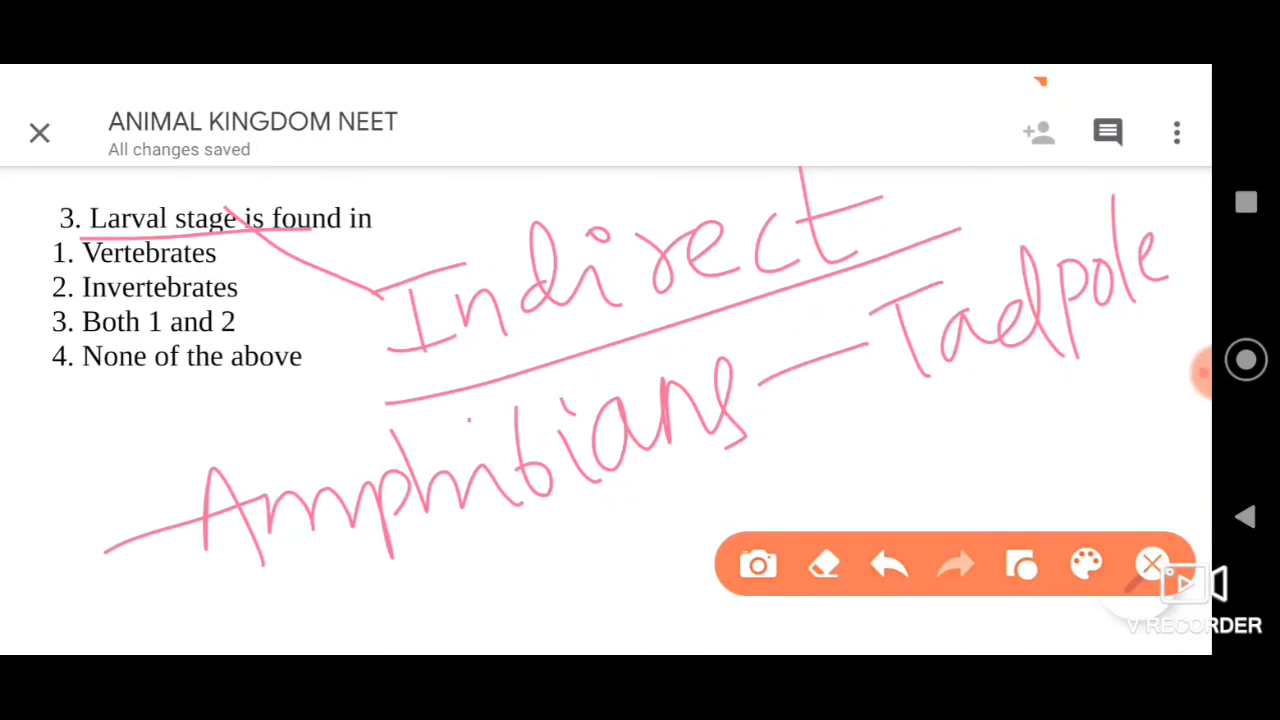 ANIMAL KINGDOM NEET
All changes saved
3. Larval stage is found in
1. Vertebrates
2. Invertebrates
3. Both 1 and 2
4. None of the above
Indirect
Amphibians — Tadpole
V RECORDER